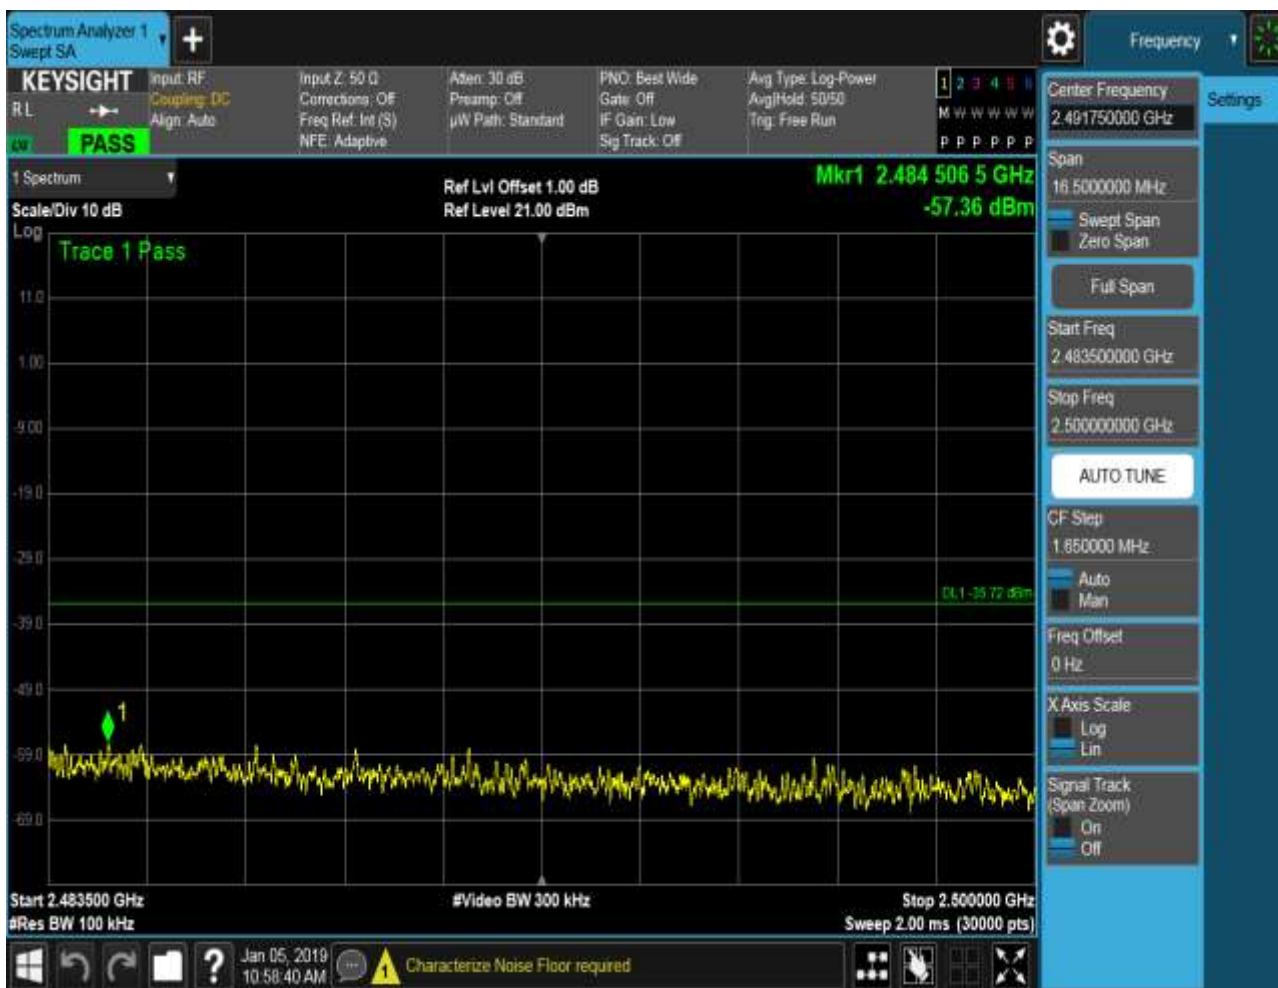 Spectrum Analyzer 1
Swept SA
+
Frequency
KEYSIGHT
R L
PASS
Input: RF
Coupling: DC
Align: Auto
Input Z: 50 Ω
Corrections: Off
Freq Ref: Int (S)
NFE: Adaptive
Atten: 30 dB
Preamp: Off
µW Path: Standard
PNO: Best Wide
Gate: Off
IF Gain: Low
Sig Track: Off
Avg Type: Log-Power
Avg|Hold: 50/50
Trig: Free Run
1 2 3 4 5 6
M W W W W W
P P P P P P
1 Spectrum
Scale/Div 10 dB
Log
Ref Lvl Offset 1.00 dB
Ref Level 21.00 dBm
Mkr1 2.484 506 5 GHz
-57.36 dBm
Trace 1 Pass
11.0
1.00
-9.00
-19.0
-29.0
DL1 -35.72 dBm
-39.0
-49.0
1
-59.0
-69.0
Start 2.483500 GHz
#Res BW 100 kHz
#Video BW 300 kHz
Stop 2.500000 GHz
Sweep 2.00 ms (30000 pts)
Center Frequency
2.491750000 GHz
Settings
Span
16.5000000 MHz
Swept Span
Zero Span
Full Span
Start Freq
2.483500000 GHz
Stop Freq
2.500000000 GHz
AUTO TUNE
CF Step
1.650000 MHz
Auto
Man
Freq Offset
0 Hz
X Axis Scale
Log
Lin
Signal Track
(Span Zoom)
On
Off
?
Jan 05, 2019
10:58:40 AM
1
Characterize Noise Floor required